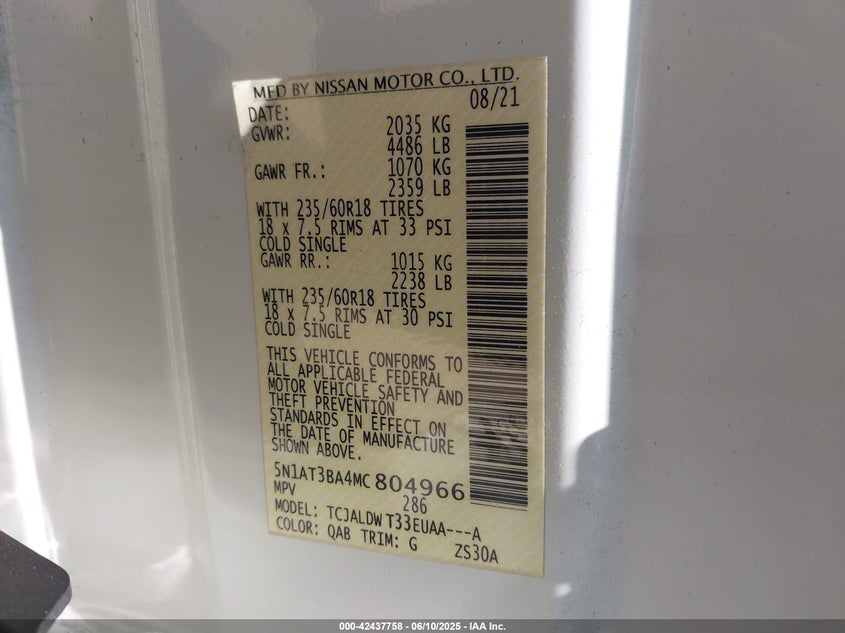 MFD BY NISSAN MOTOR CO., LTD.
DATE: 08/21
GVWR: 2035 KG
4486 LB
GAWR FR.: 1070 KG
2359 LB
WITH 235/60R18 TIRES
18 x 7.5 RIMS AT 33 PSI
COLD SINGLE
GAWR RR.: 1015 KG
2238 LB
WITH 235/60R18 TIRES
18 x 7.5 RIMS AT 30 PSI
COLD SINGLE
THIS VEHICLE CONFORMS TO
ALL APPLICABLE FEDERAL
MOTOR VEHICLE SAFETY AND
THEFT PREVENTION
STANDARDS IN EFFECT ON
THE DATE OF MANUFACTURE
SHOWN ABOVE.
5N1AT3BA4MC804966
MPV 286
MODEL: TCJALDW T33EUAA---A
COLOR: QAB TRIM: G ZS30A
000-42437758 - 06/10/2025 - IAA Inc.